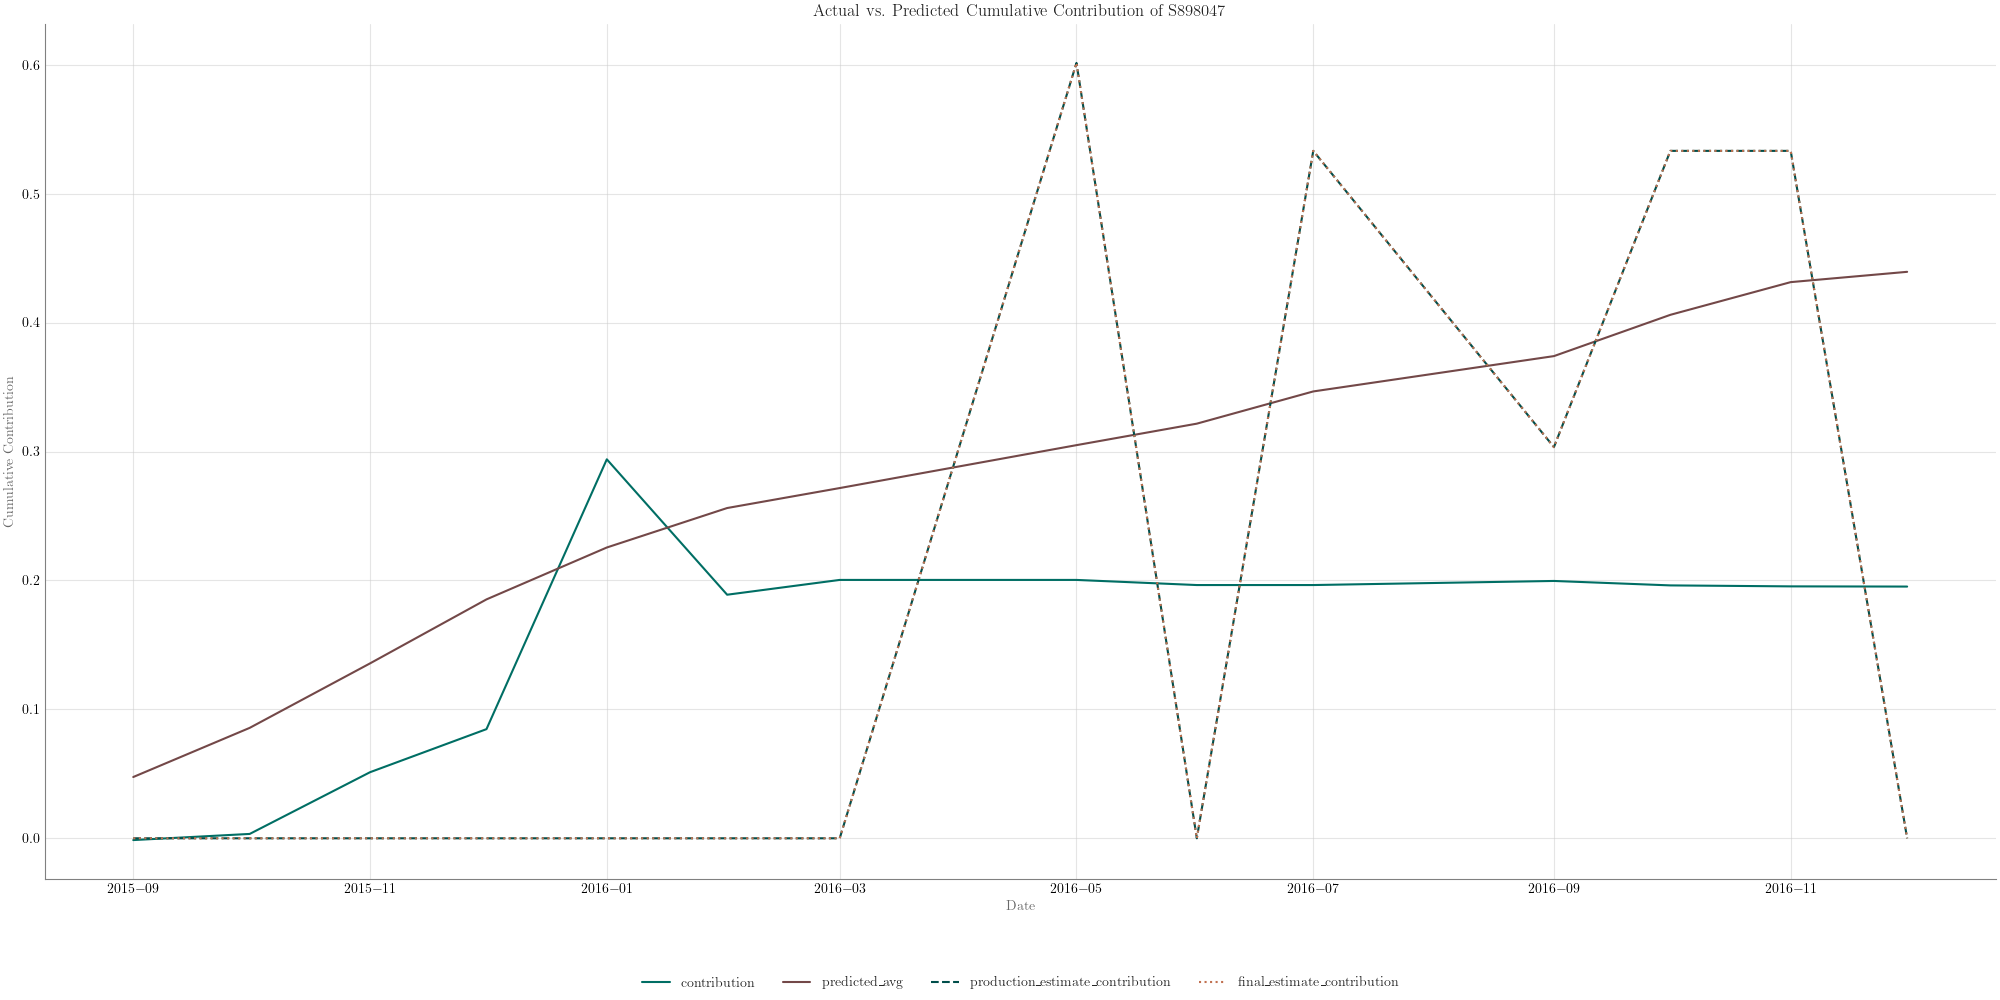 Actual vs. Predicted Cumulative Contribution of S898047
0.6
0.5
0.4
0.3
0.2
0.1
0.0
Cumulative Contribution
2015−09 2015−11 2016−01 2016−03 2016−05 2016−07 2016−09 2016−11
Date
contribution predicted_avg production_estimate_contribution final_estimate_contribution